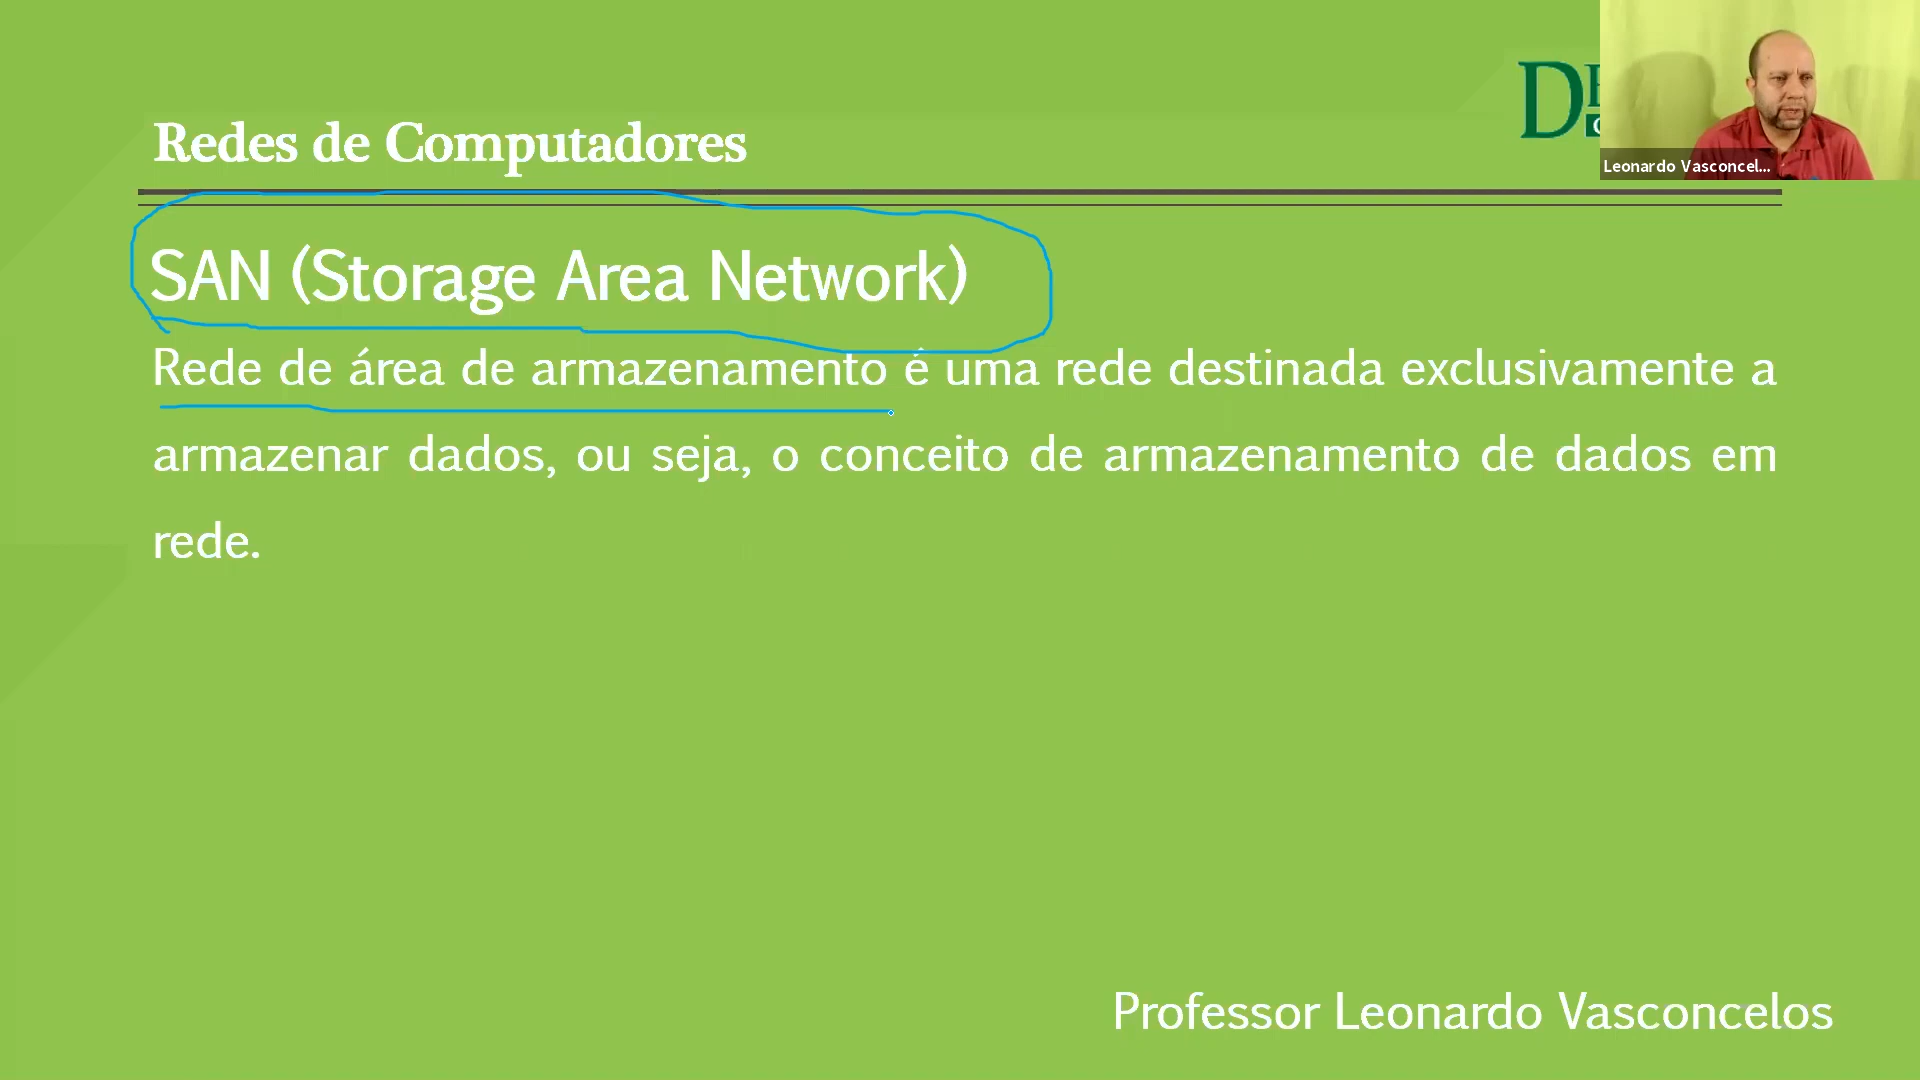 Redes de Computadores
Leonardo Vasconcel...
SAN (Storage Area Network)
Rede de área de armazenamento é uma rede destinada exclusivamente a
armazenar dados, ou seja, o conceito de armazenamento de dados em
rede.
Professor Leonardo Vasconcelos